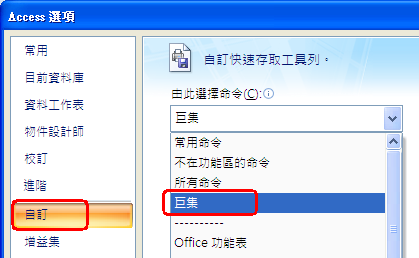 Access 選項
常用
目前資料庫
資料工作表
物件設計師
校訂
進階
自訂
增益集
自訂快速存取工具列。
由此選擇命令(C):
巨集
常用命令
不在功能區的命令
所有命令
巨集
----------
Office 功能表